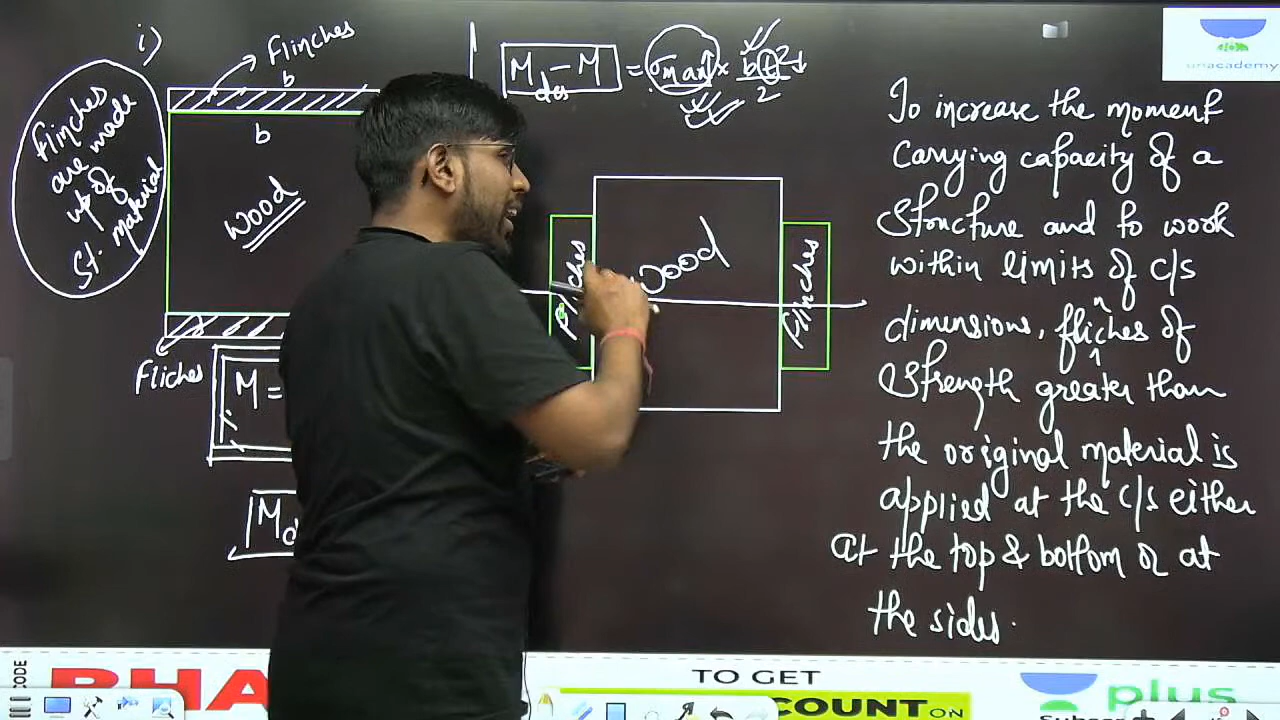 i)
Flinches
b
b
Flinches
are made
up of
St. material
Wood
Fliches
M =
M
M des - M = σmax × bt² / 2
Wood
Flinches
Flinches
To increase the moment
carrying capacity of a
structure and to work
within limits of c/s
dimensions, flinches of
strength greater than
the original material is
applied at the c/s either
at the top & bottom or at
the sides.
unacademy
CODE
TO GET
COUNT ON
plus